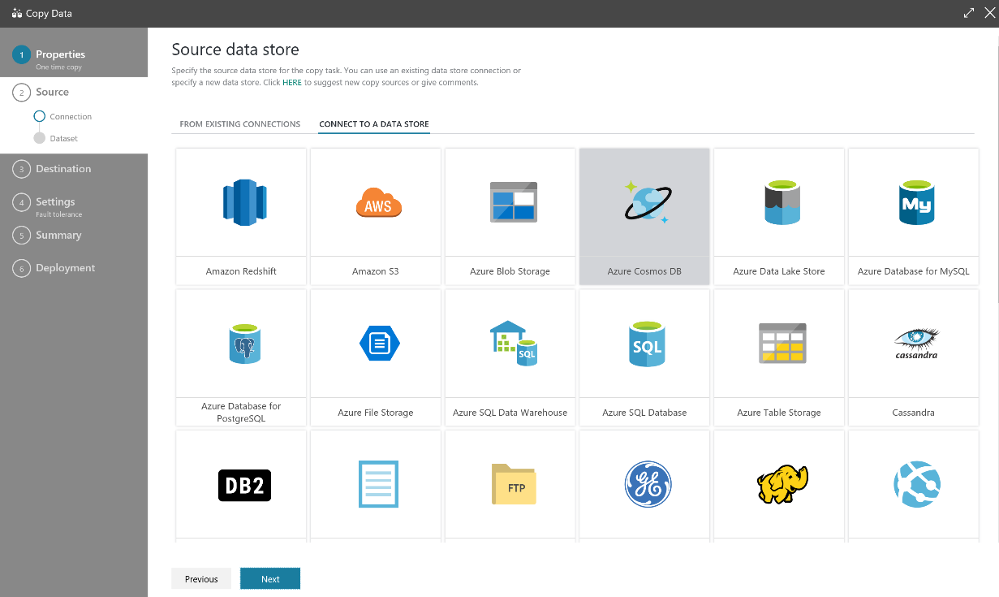 Copy Data
1 Properties
One time copy
2 Source
Connection
Dataset
3 Destination
4 Settings
Fault tolerance
5 Summary
6 Deployment
Source data store
Specify the source data store for the copy task. You can use an existing data store connection or
specify a new data store. Click HERE to suggest new copy sources or give comments.
FROM EXISTING CONNECTIONS CONNECT TO A DATA STORE
AWS
My
Amazon Redshift Amazon S3 Azure Blob Storage Azure Cosmos DB Azure Data Lake Store Azure Database for MySQL
SQL
SQL
cassandra
Azure Database for
PostgreSQL
Azure File Storage Azure SQL Data Warehouse Azure SQL Database Azure Table Storage Cassandra
DB2
FTP
GE
Previous Next